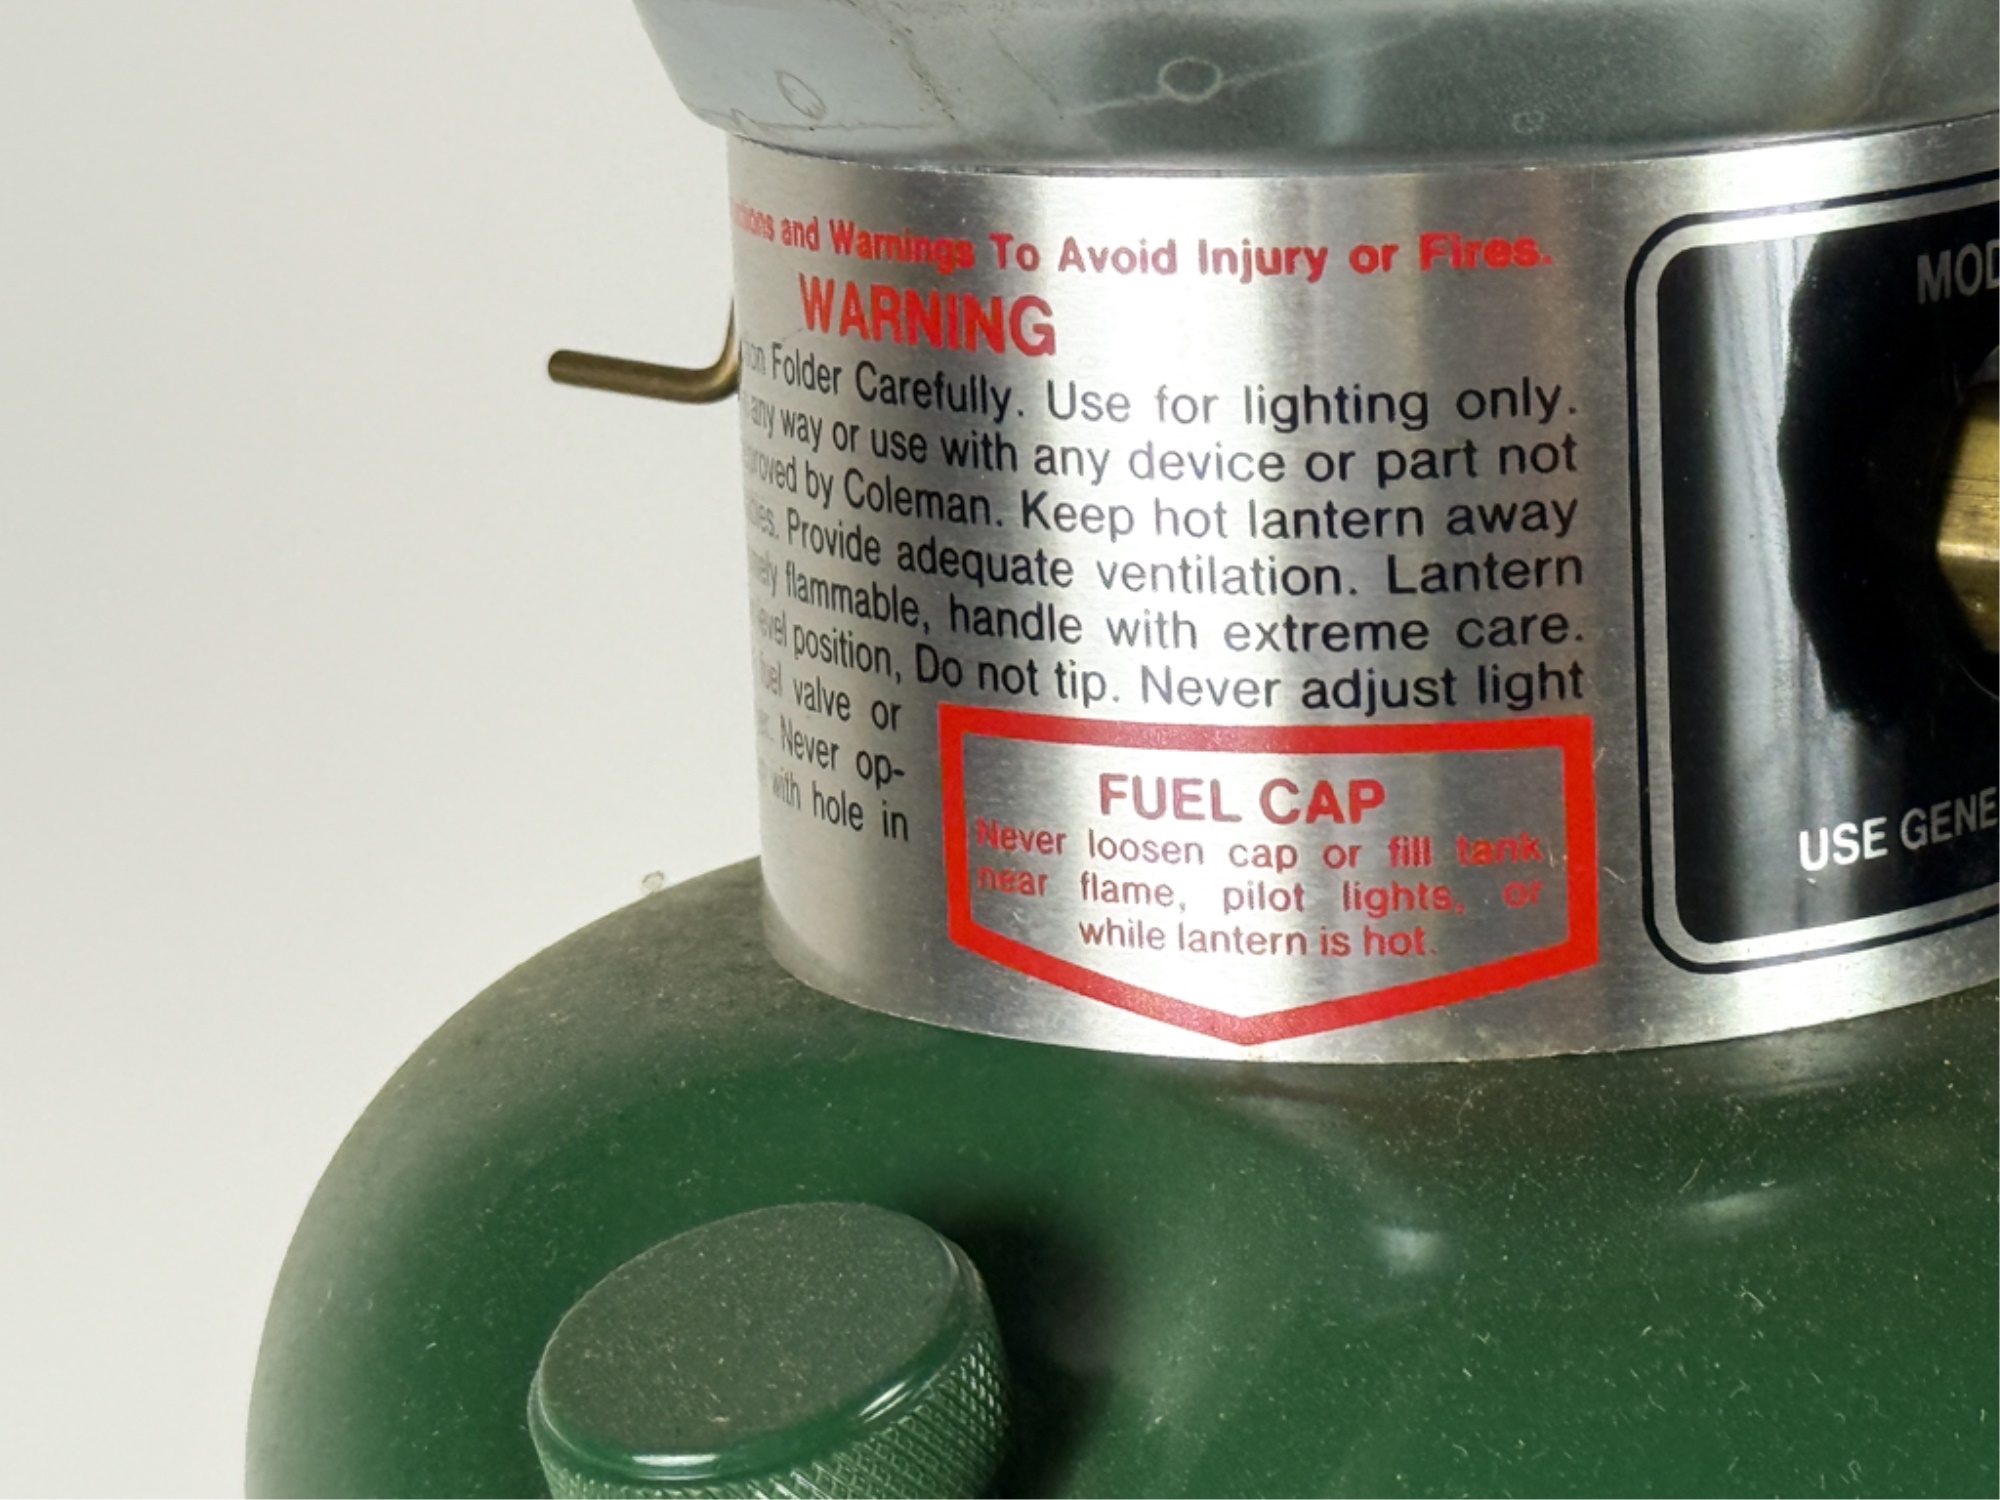 and Warnings To Avoid Injury or Fires.
WARNING
Folder Carefully. Use for lighting only.
any way or use with any device or part not
by Coleman. Keep hot lantern away
Provide adequate ventilation. Lantern
flammable, handle with extreme care.
level position, Do not tip. Never adjust light
fuel valve or
Never op-
with hole in
FUEL CAP
Never loosen cap or fill tank
near flame, pilot lights, or
while lantern is hot.
USE